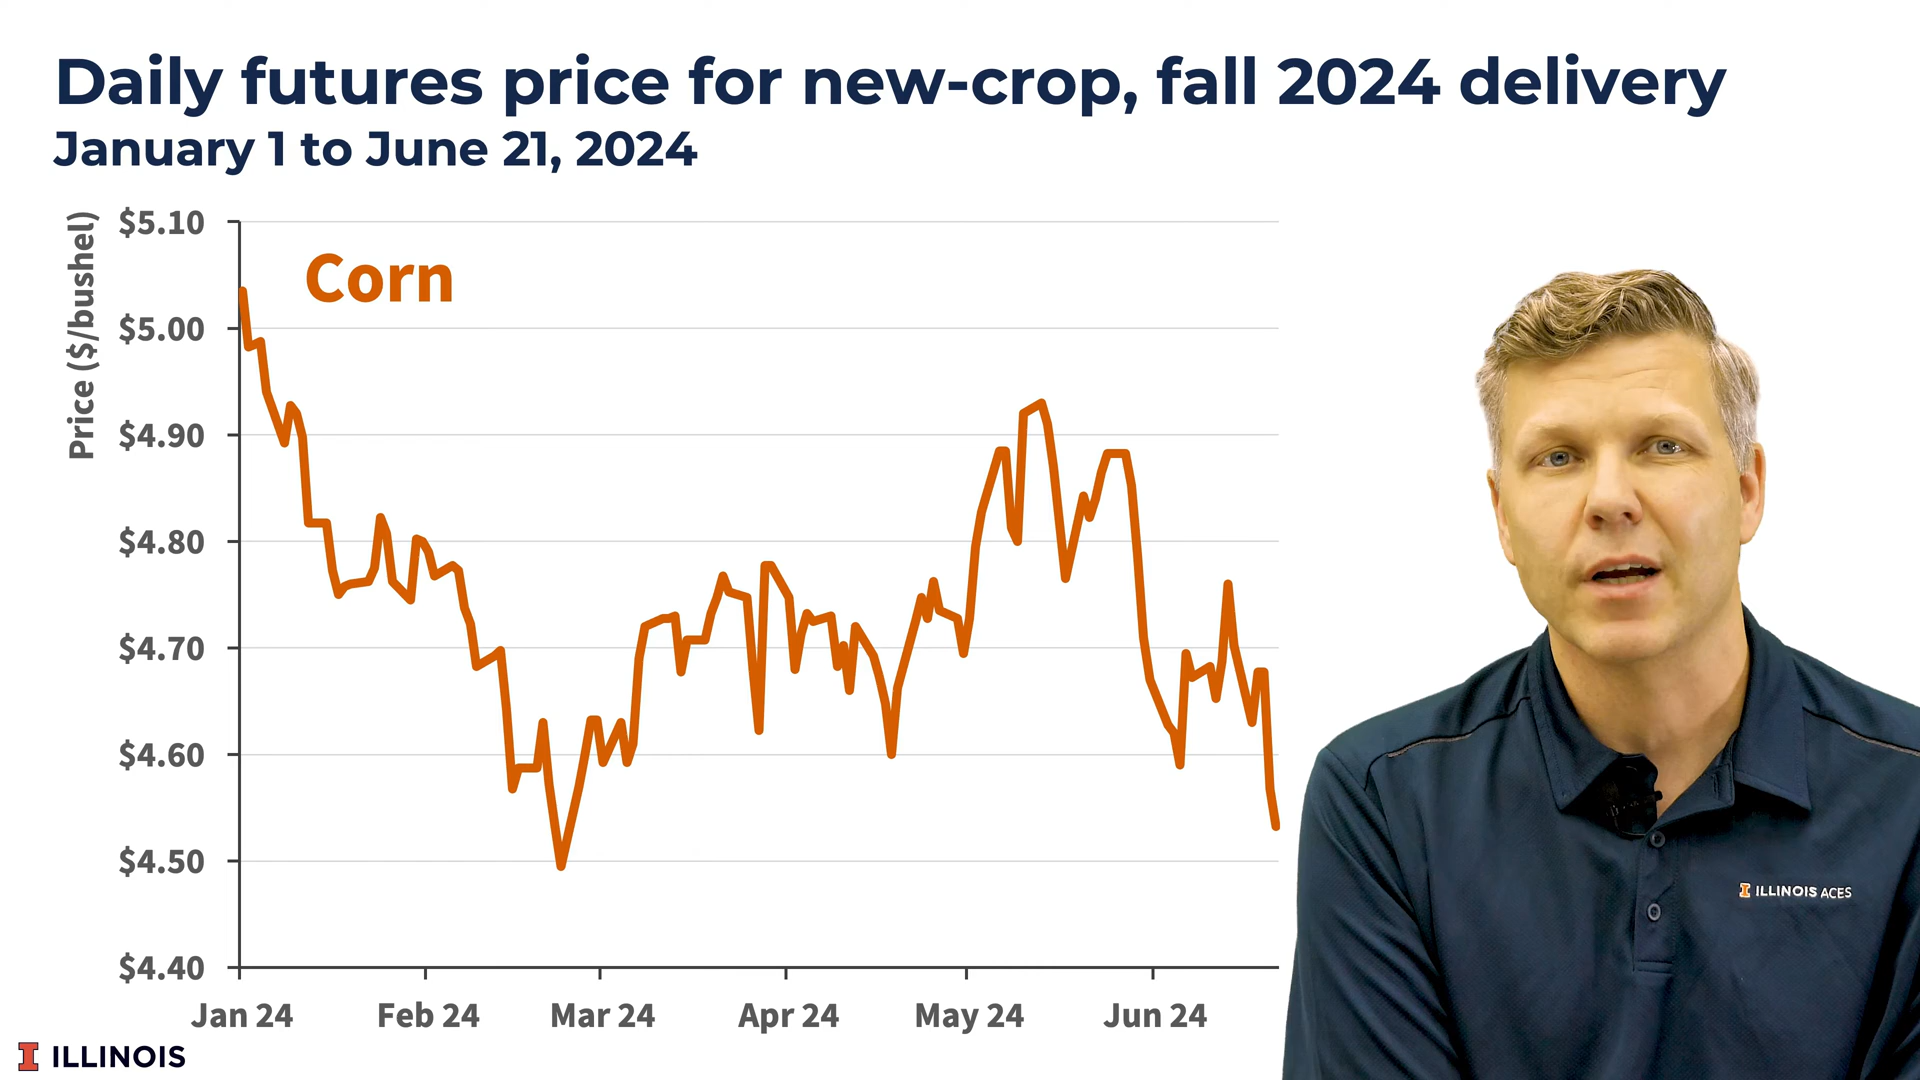 Daily futures price for new-crop, fall 2024 delivery
January 1 to June 21, 2024
Price ($/bushel)
Corn
$5.10
$5.00
$4.90
$4.80
$4.70
$4.60
$4.50
$4.40
Jan 24 Feb 24 Mar 24 Apr 24 May 24 Jun 24
I ILLINOIS ACES
I ILLINOIS